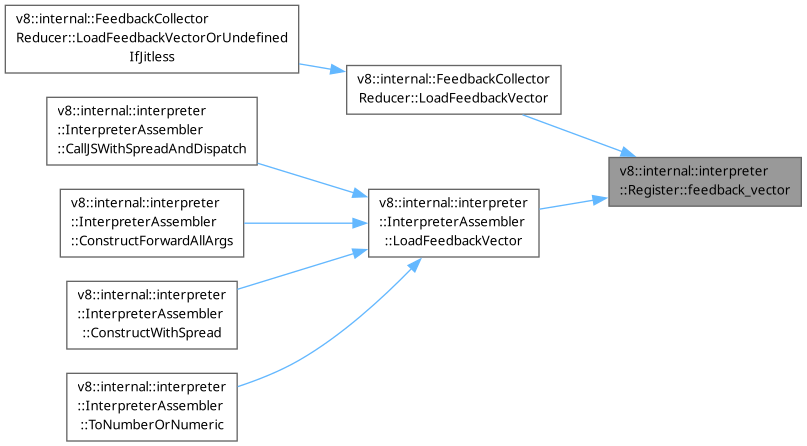 v8::internal::FeedbackCollector
Reducer::LoadFeedbackVectorOrUndefined
IfJitless
v8::internal::FeedbackCollector
Reducer::LoadFeedbackVector
v8::internal::interpreter
::InterpreterAssembler
::CallJSWithSpreadAndDispatch
v8::internal::interpreter
::Register::feedback_vector
v8::internal::interpreter
::InterpreterAssembler
::ConstructForwardAllArgs
v8::internal::interpreter
::InterpreterAssembler
::LoadFeedbackVector
v8::internal::interpreter
::InterpreterAssembler
::ConstructWithSpread
v8::internal::interpreter
::InterpreterAssembler
::ToNumberOrNumeric